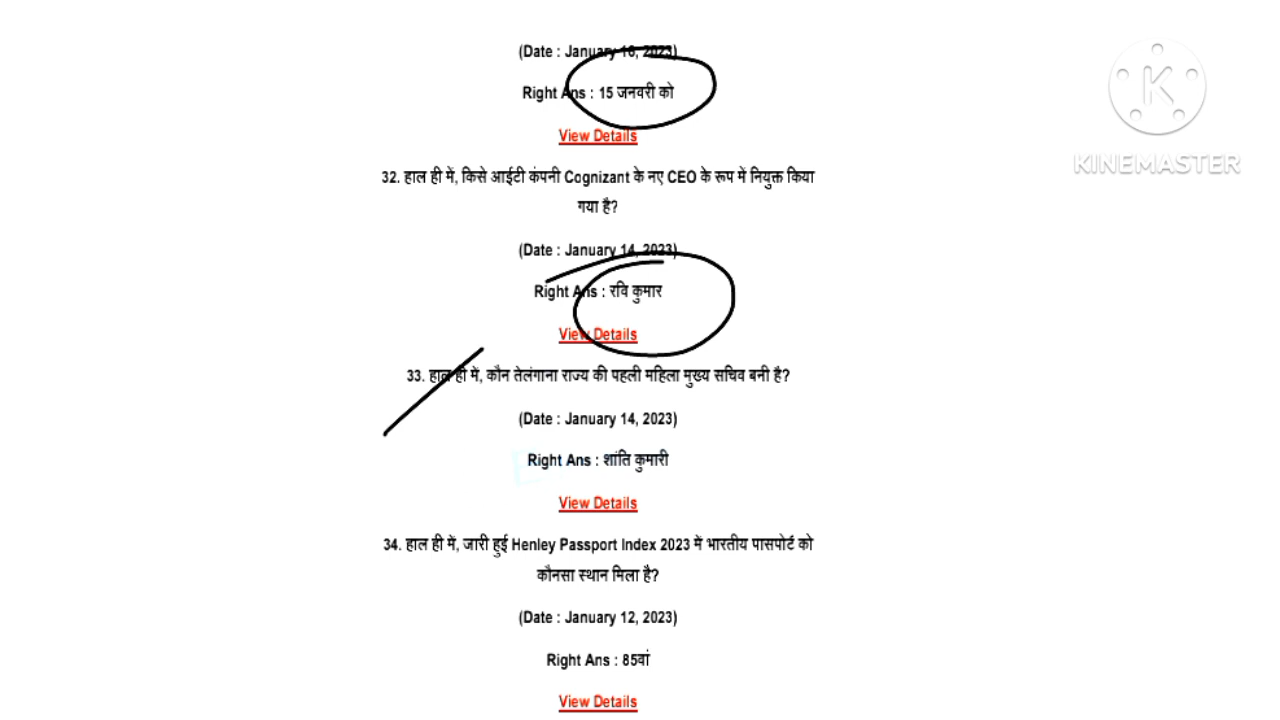 (Date : January 16, 2023)
Right Ans : 15 जनवरी को
View Details
32. हाल ही में, किसे आईटी कंपनी Cognizant के नए CEO के रूप में नियुक्त किया
गया है?
(Date : January 14, 2023)
Right Ans : रवि कुमार
View Details
33. हाल ही में, कौन तेलंगाना राज्य की पहली महिला मुख्य सचिव बनी है?
(Date : January 14, 2023)
Right Ans : शांति कुमारी
View Details
34. हाल ही में, जारी हुई Henley Passport Index 2023 में भारतीय पासपोर्ट को
कौनसा स्थान मिला है?
(Date : January 12, 2023)
Right Ans : 85वां
View Details
K
KINEMASTER